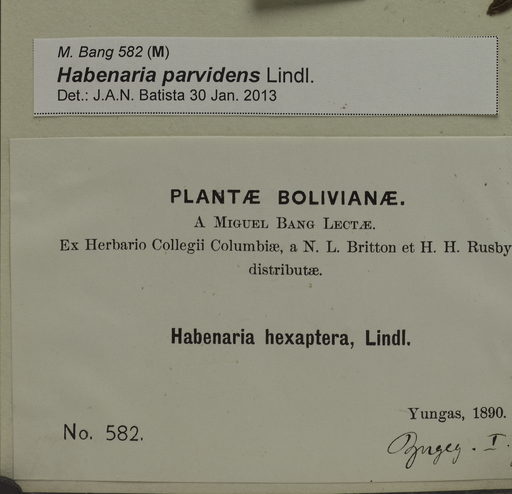 M. Bang 582 (M)
Habenaria parvidens Lindl.
Det.: J.A.N. Batista 30 Jan. 2013
PLANTÆ BOLIVIANÆ.
A Miguel Bang Lectæ.
Ex Herbario Collegii Columbiæ, a N. L. Britton et H. H. Rusby
distributæ.
Habenaria hexaptera, Lindl.
Yungas, 1890.
No. 582.